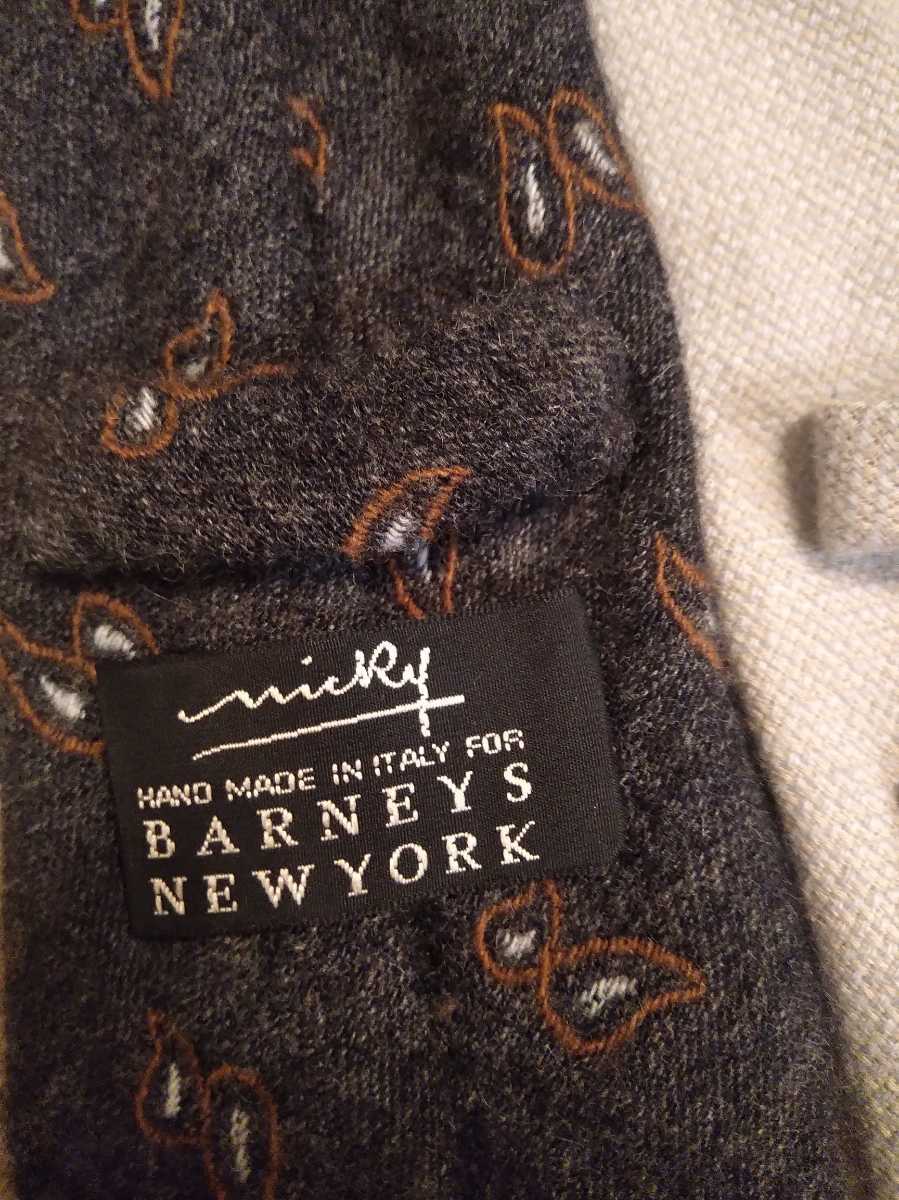 nicky
HAND MADE IN ITALY FOR
BARNEYS
NEW YORK